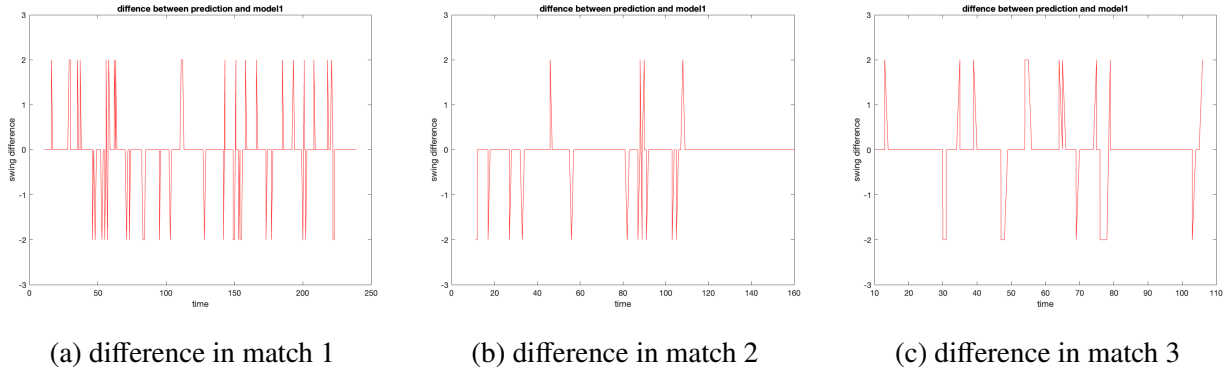 diffence between prediction and model1
swing difference
3
2
1
0
-1
-2
-3
0 50 100 150 200 250
time
(a) difference in match 1
diffence between prediction and model1
swing difference
3
2
1
0
-1
-2
-3
0 20 40 60 80 100 120 140 160
time
(b) difference in match 2
diffence between prediction and model1
swing difference
3
2
1
0
-1
-2
-3
10 20 30 40 50 60 70 80 90 100 110
time
(c) difference in match 3